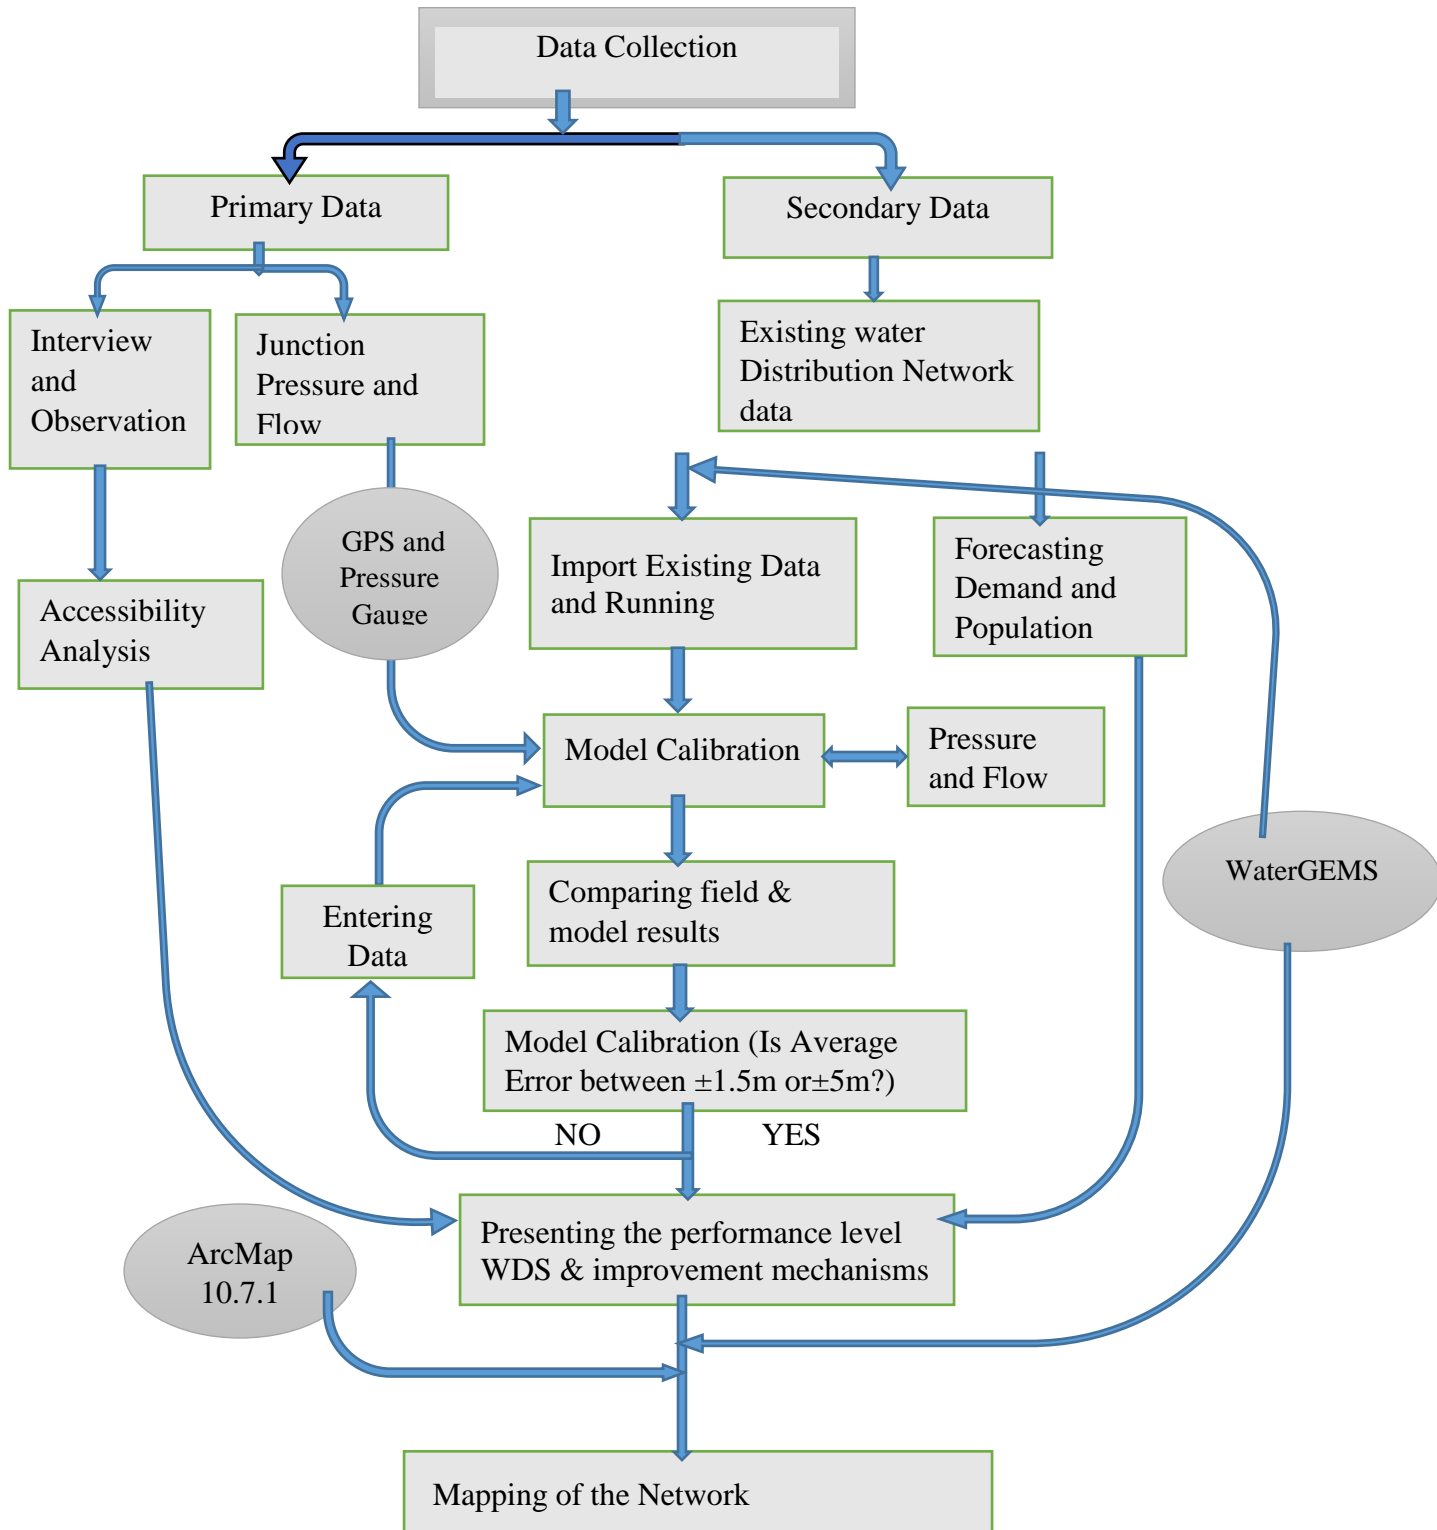 Data Collection
Primary Data
Secondary Data
Interview
and
Observation
Junction
Pressure and
Flow
Existing water
Distribution Network
data
GPS and
Pressure
Gauge
Import Existing Data
and Running
Forecasting
Demand and
Population
Accessibility
Analysis
Model Calibration
Pressure
and Flow
WaterGEMS
Comparing field &
model results
Entering
Data
Model Calibration (Is Average
Error between ±1.5m or±5m?)
NO
YES
Presenting the performance level
WDS & improvement mechanisms
ArcMap
10.7.1
Mapping of the Network